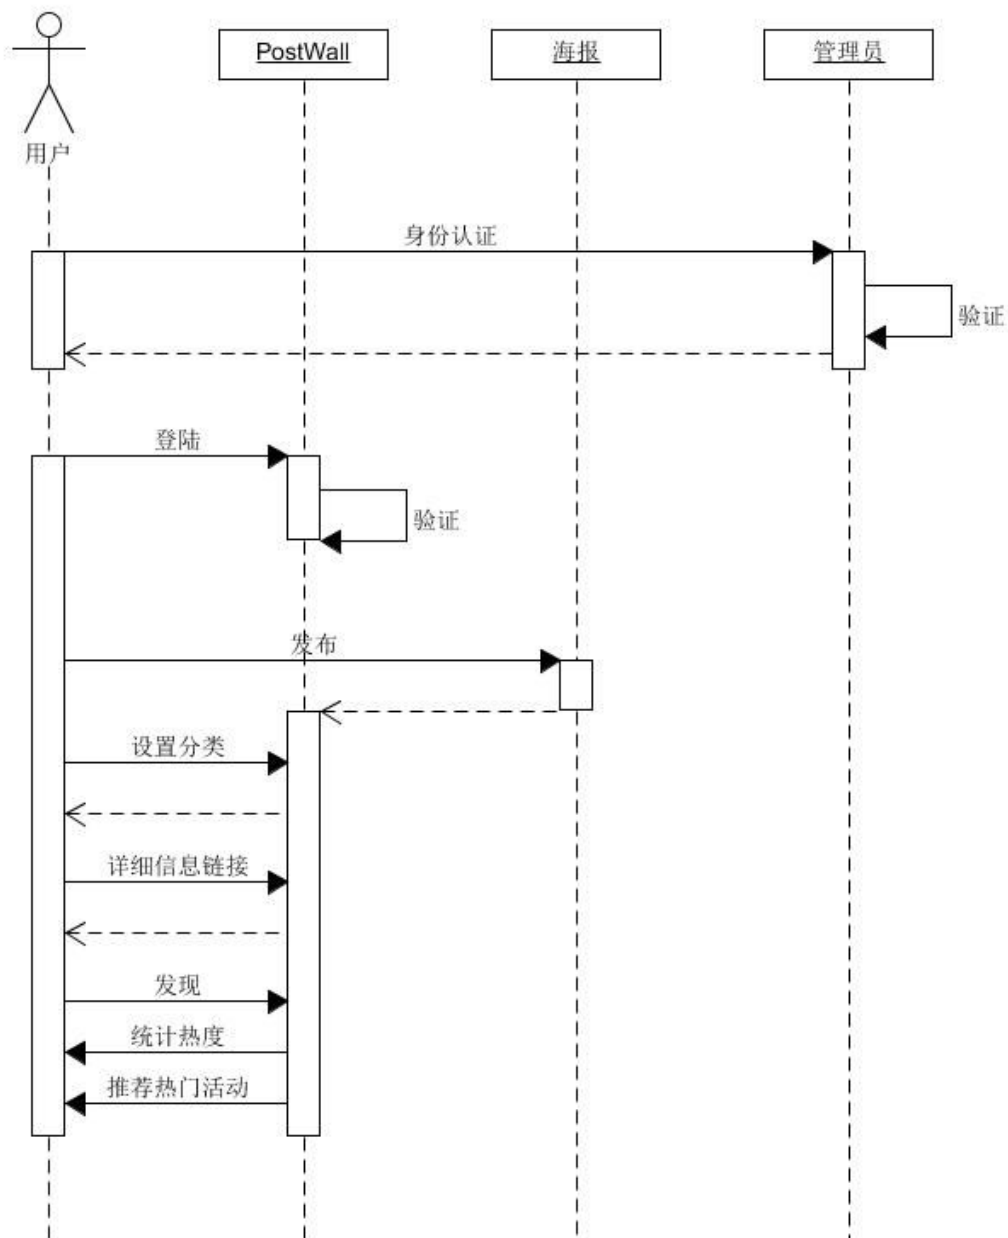 PostWall
海报
管理员
用户
身份认证
验证
登陆
验证
发布
设置分类
详细信息链接
发现
统计热度
推荐热门活动